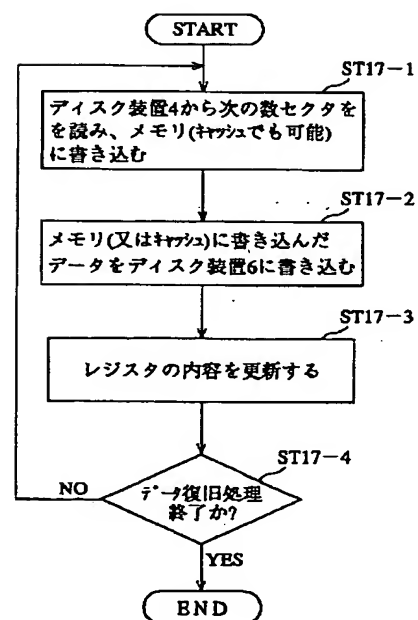 START
ST17-1
ディスク装置4から次の数セクタを
を読み、メモリ(キャッシュでも可能)
に書き込む
ST17-2
メモリ(又はキャッシュ)に書き込んだ
データをディスク装置6に書き込む
ST17-3
レジスタの内容を更新する
ST17-4
NO
データ復旧処理
終了か?
YES
END